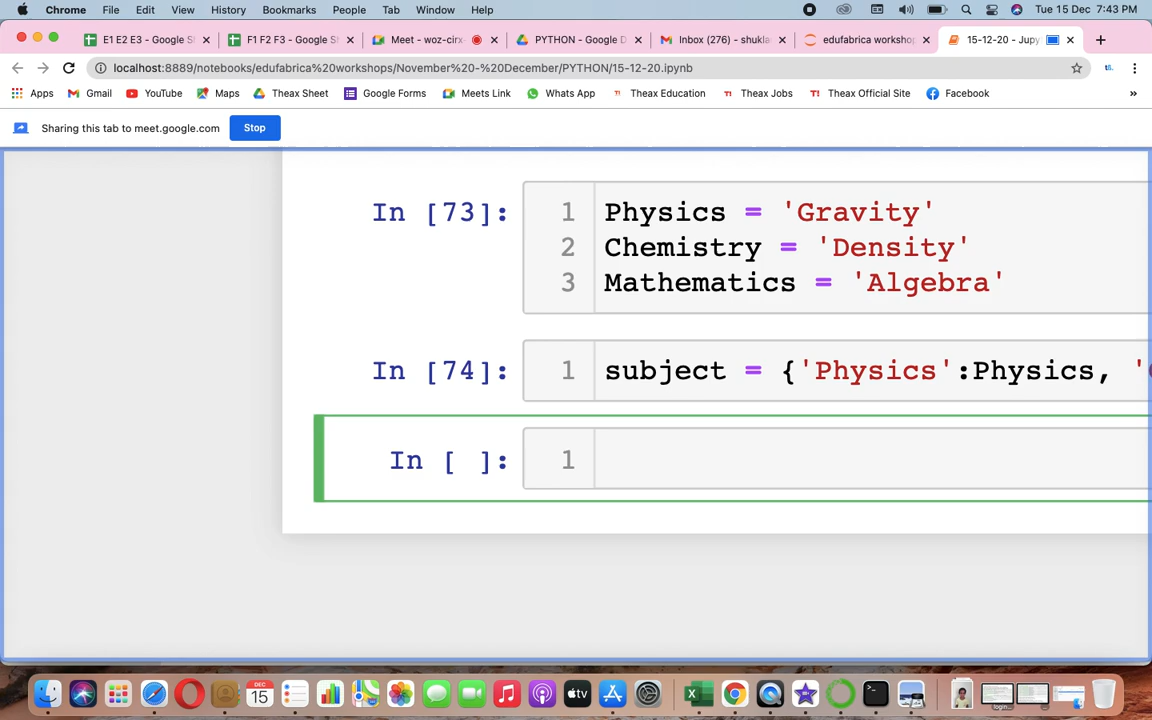 Chrome File Edit View History Bookmarks People Tab Window Help Tue 15 Dec 7:43 PM
E1 E2 E3 - Google S F1 F2 F3 - Google S Meet - woz-cirx PYTHON - Google D Inbox (276) - shukla edufabrica workshop 15-12-20 - Jupy
localhost:8889/notebooks/edufabrica%20workshops/November%20-%20December/PYTHON/15-12-20.ipynb
Apps Gmail YouTube Maps Theax Sheet Google Forms Meets Link Whats App Theax Education Theax Jobs Theax Official Site Facebook »
Sharing this tab to meet.google.com Stop
In [73]: 1 Physics = 'Gravity'
2 Chemistry = 'Density'
3 Mathematics = 'Algebra'
In [74]: 1 subject = {'Physics':Physics, '
In [ ]: 1
DEC
15
tv